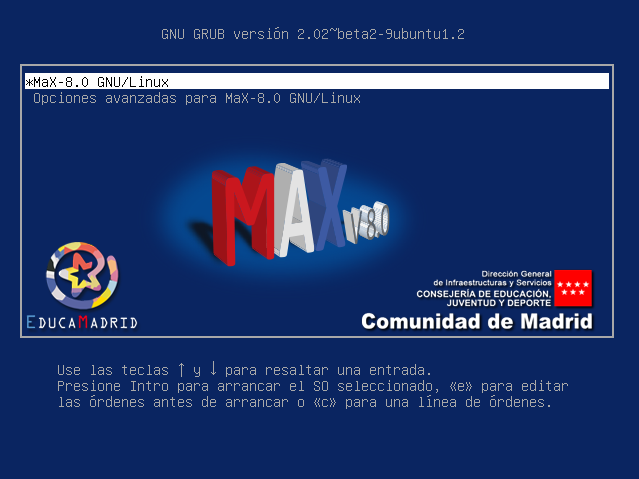 GNU GRUB versión 2.02~beta2-9ubuntu1.2
*MaX-8.0 GNU/Linux
Opciones avanzadas para MaX-8.0 GNU/Linux
MAX v8.0
EDUCAMADRID
Dirección General
de Infraestructuras y Servicios
CONSEJERÍA DE EDUCACIÓN,
JUVENTUD Y DEPORTE
Comunidad de Madrid
Use las teclas ↑ y ↓ para resaltar una entrada.
Presione Intro para arrancar el SO seleccionado, «e» para editar
las órdenes antes de arrancar o «c» para una línea de órdenes.